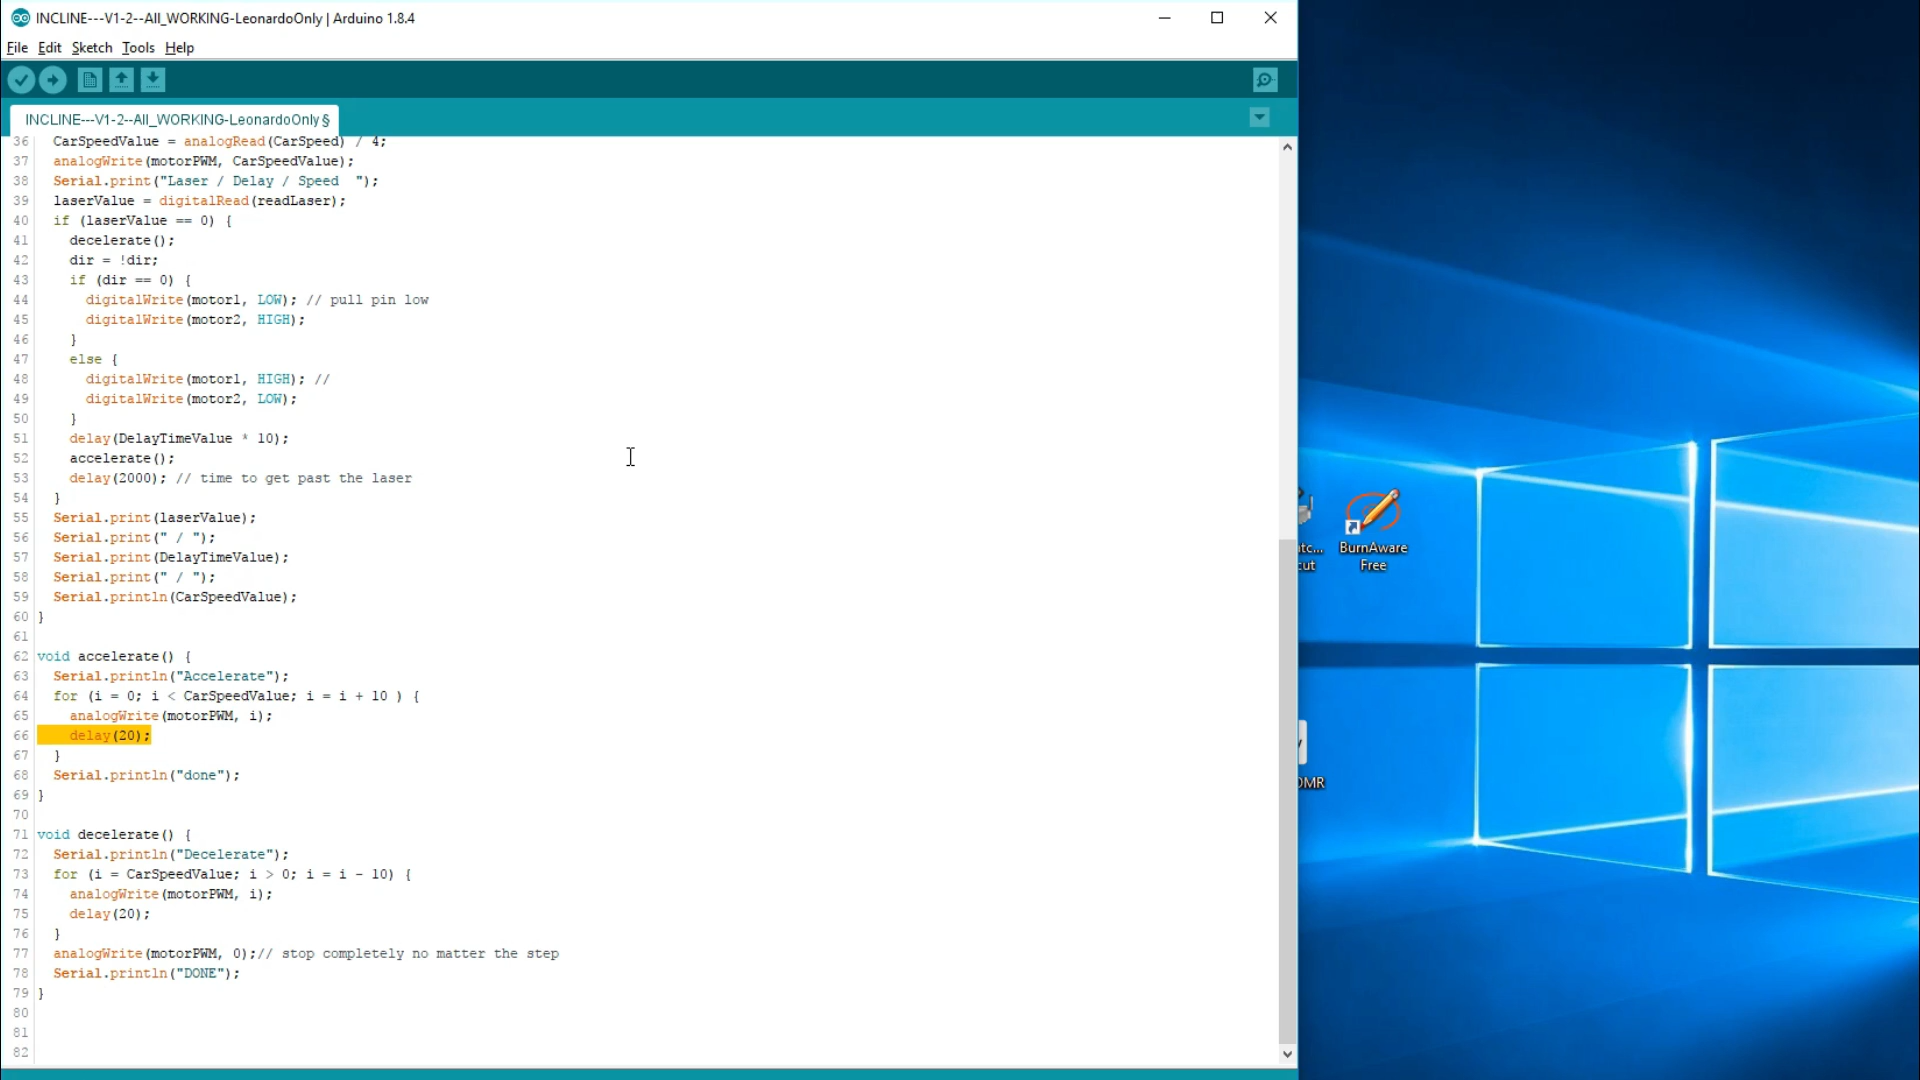 INCLINE---V1-2--All_WORKING-LeonardoOnly | Arduino 1.8.4
File Edit Sketch Tools Help
INCLINE---V1-2--All_WORKING-LeonardoOnly §
36 CarSpeedValue = analogRead(CarSpeed) / 4;
37 analogWrite(motorPWM, CarSpeedValue);
38 Serial.print("Laser / Delay / Speed  ");
39 laserValue = digitalRead(readLaser);
40 if (laserValue == 0) {
41 decelerate();
42 dir = !dir;
43 if (dir == 0) {
44 digitalWrite(motor1, LOW); // pull pin low
45 digitalWrite(motor2, HIGH);
46 }
47 else {
48 digitalWrite(motor1, HIGH); //
49 digitalWrite(motor2, LOW);
50 }
51 delay(DelayTimeValue * 10);
52 accelerate();
53 delay(2000); // time to get past the laser
54 }
55 Serial.print(laserValue);
56 Serial.print(" / ");
57 Serial.print(DelayTimeValue);
58 Serial.print(" / ");
59 Serial.println(CarSpeedValue);
60 }
61
62 void accelerate() {
63 Serial.println("Accelerate");
64 for (i = 0; i < CarSpeedValue; i = i + 10 ) {
65 analogWrite(motorPWM, i);
66 delay(20);
67 }
68 Serial.println("done");
69 }
70
71 void decelerate() {
72 Serial.println("Decelerate");
73 for (i = CarSpeedValue; i > 0; i = i - 10) {
74 analogWrite(motorPWM, i);
75 delay(20);
76 }
77 analogWrite(motorPWM, 0);// stop completely no matter the step
78 Serial.println("DONE");
79 }
80
81
82
BurnAware
Free